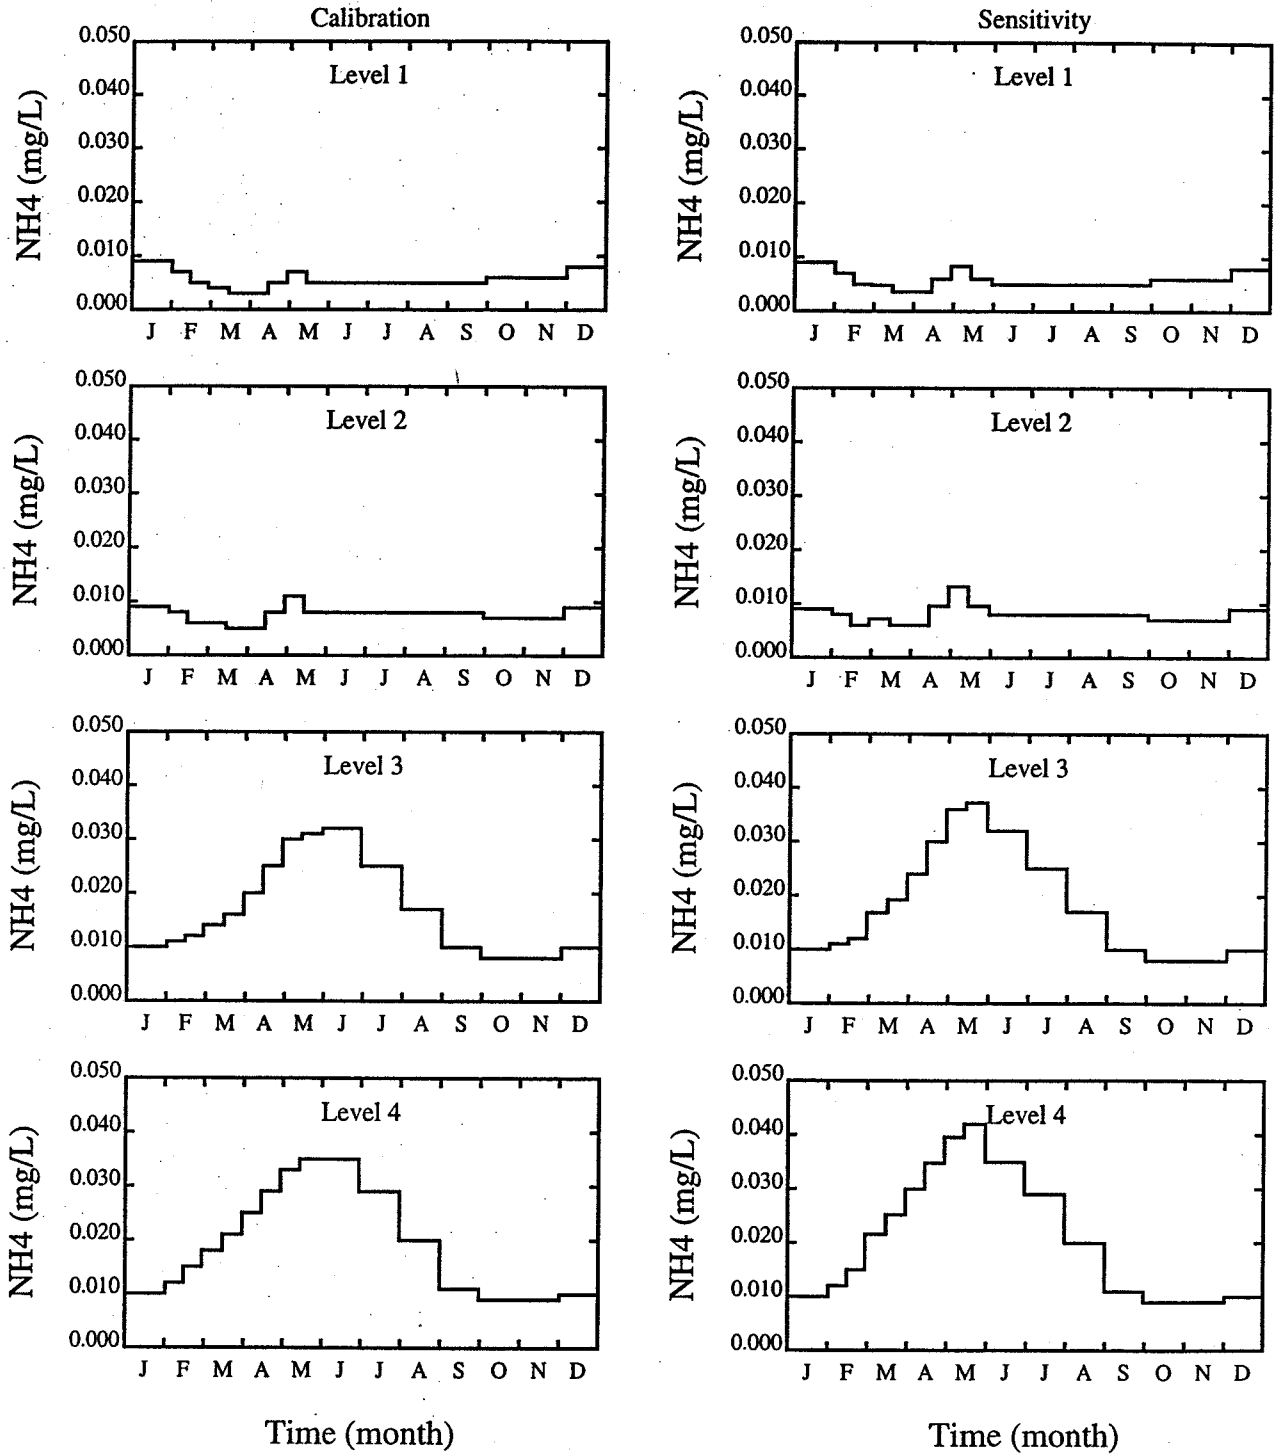 Calibration
0.050
Level 1
0.040
0.030
0.020
0.010
0.000
NH4 (mg/L)
J F M A M J J A S O N D
0.050
Level 2
0.040
0.030
0.020
0.010
0.000
NH4 (mg/L)
J F M A M J J A S O N D
0.050
Level 3
0.040
0.030
0.020
0.010
0.000
NH4 (mg/L)
J F M A M J J A S O N D
0.050
Level 4
0.040
0.030
0.020
0.010
0.000
NH4 (mg/L)
J F M A M J J A S O N D
Time (month)
Sensitivity
0.050
Level 1
0.040
0.030
0.020
0.010
0.000
NH4 (mg/L)
J F M A M J J A S O N D
0.050
Level 2
0.040
0.030
0.020
0.010
0.000
NH4 (mg/L)
J F M A M J J A S O N D
0.050
Level 3
0.040
0.030
0.020
0.010
0.000
NH4 (mg/L)
J F M A M J J A S O N D
0.050
Level 4
0.040
0.030
0.020
0.010
0.000
NH4 (mg/L)
J F M A M J J A S O N D
Time (month)